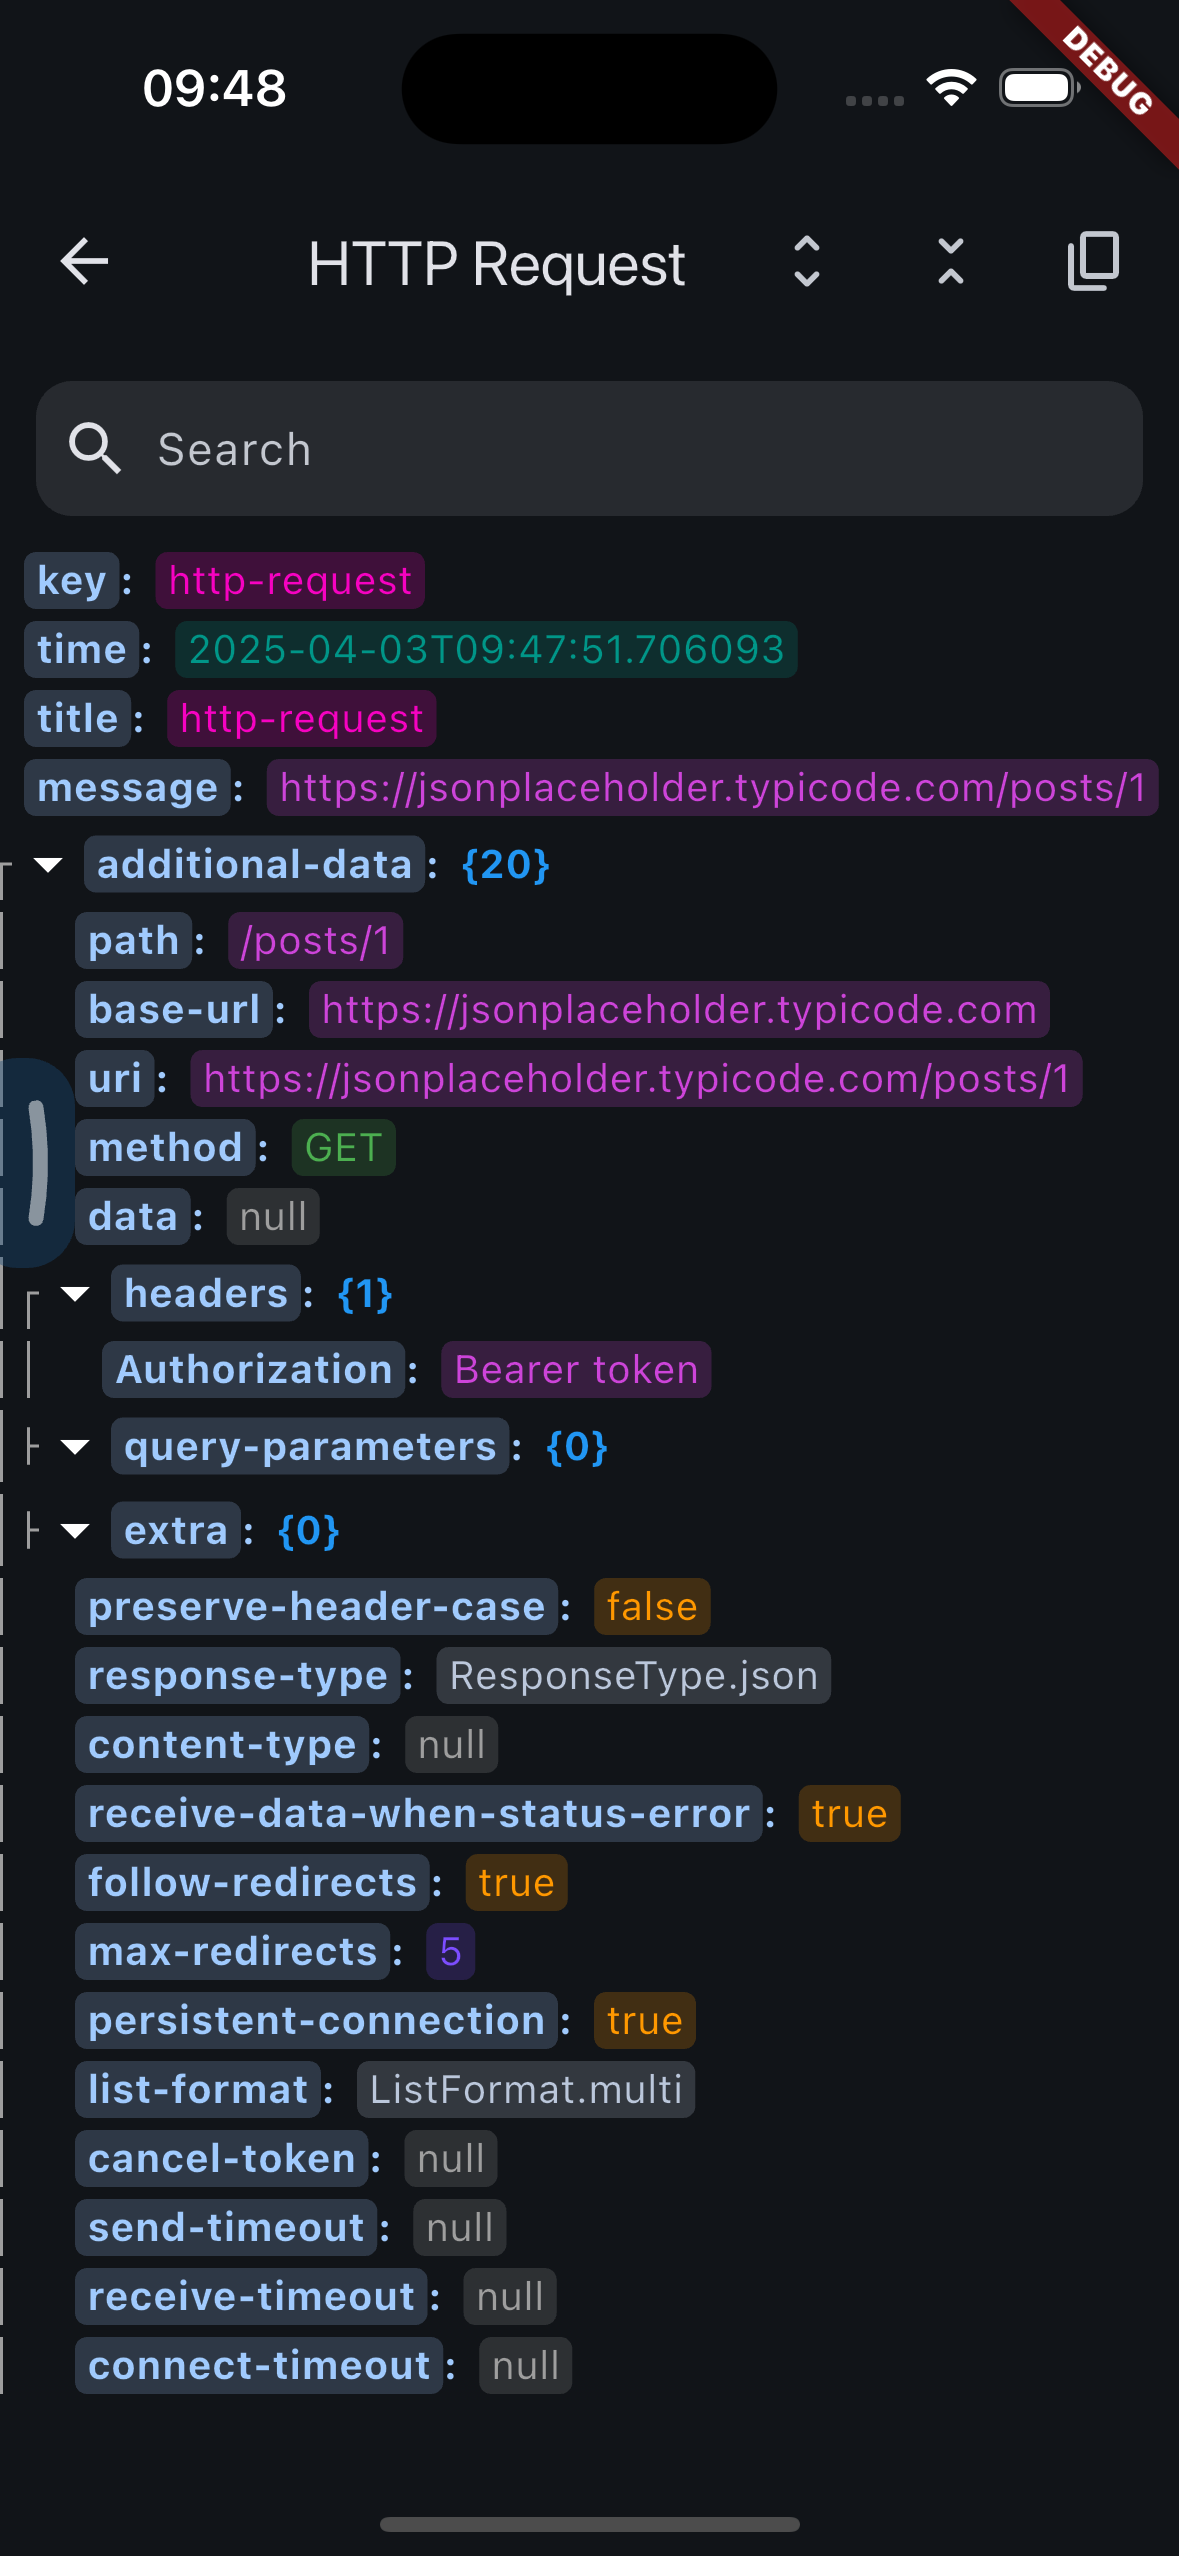 09:48
DEBUG
HTTP Request
Search
key: http-request
time: 2025-04-03T09:47:51.706093
title: http-request
message: https://jsonplaceholder.typicode.com/posts/1
additional-data: {20}
path: /posts/1
base-url: https://jsonplaceholder.typicode.com
uri: https://jsonplaceholder.typicode.com/posts/1
method: GET
data: null
headers: {1}
Authorization: Bearer token
query-parameters: {0}
extra: {0}
preserve-header-case: false
response-type: ResponseType.json
content-type: null
receive-data-when-status-error: true
follow-redirects: true
max-redirects: 5
persistent-connection: true
list-format: ListFormat.multi
cancel-token: null
send-timeout: null
receive-timeout: null
connect-timeout: null